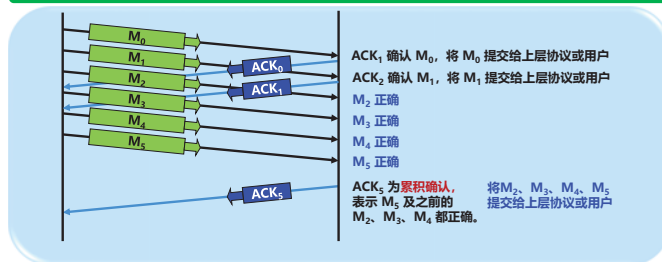 M0
M1
M2
M3
M4
M5
ACK0
ACK1
ACK5
ACK1 确认 M0，将 M0 提交给上层协议或用户
ACK2 确认 M1，将 M1 提交给上层协议或用户
M2 正确
M3 正确
M4 正确
M5 正确
ACK5 为累积确认，
表示 M5 及之前的
M2、M3、M4 都正确。
将M2、M3、M4、M5
提交给上层协议或用户